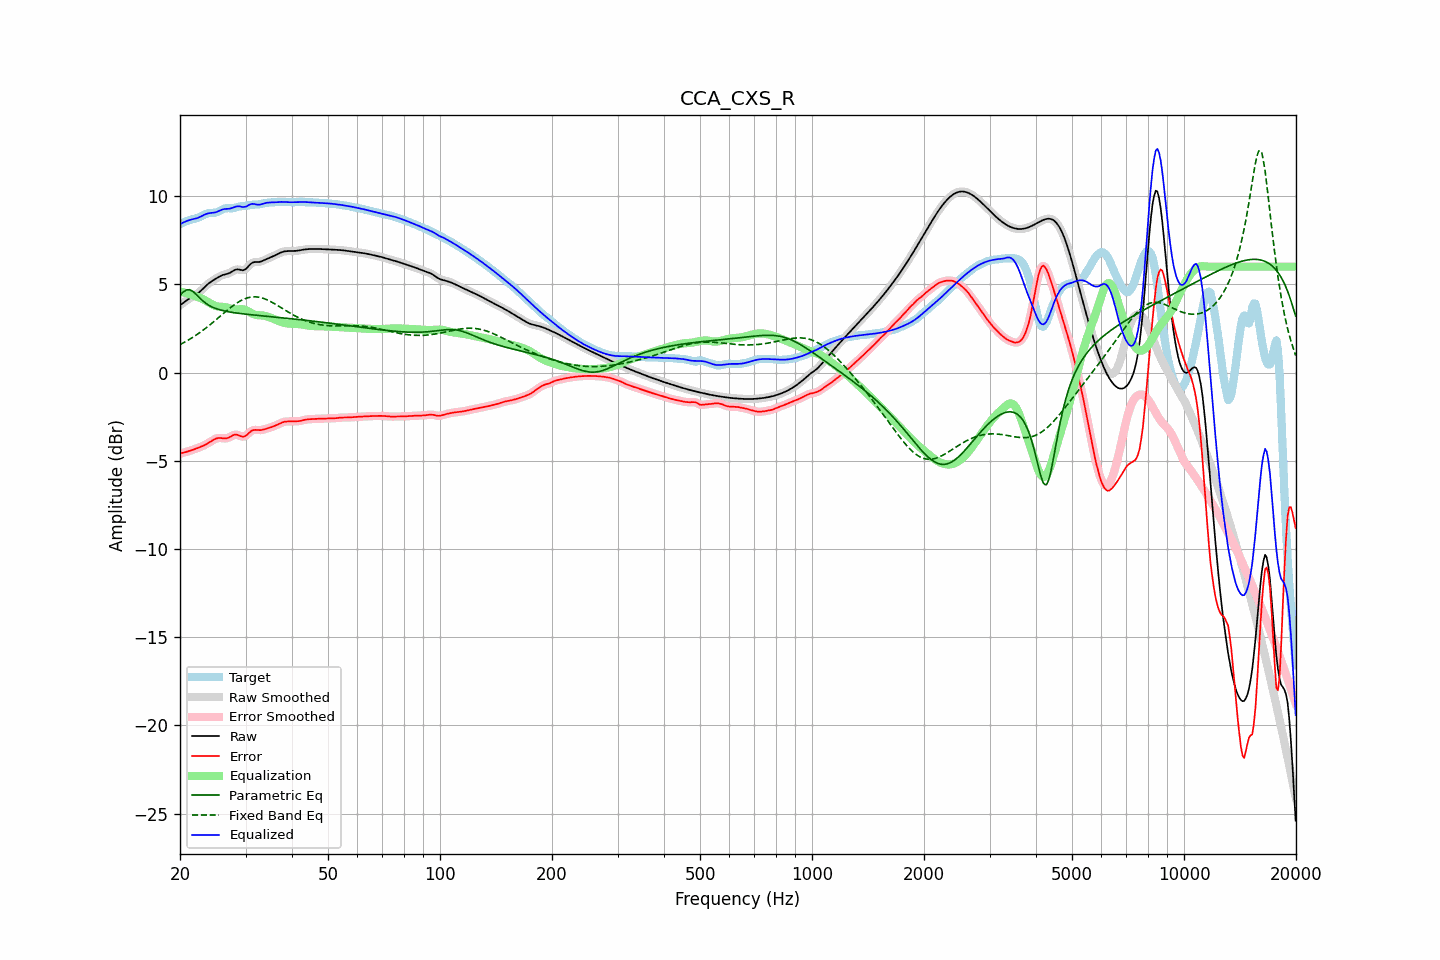 CCA_CXS_R
Amplitude (dBr)
10
5
0
−5
−10
−15
−20
−25
Target
Raw Smoothed
Error Smoothed
Raw
Error
Equalization
Parametric Eq
Fixed Band Eq
Equalized
20 50 100 200 500 1000 2000 5000 10000 20000
Frequency (Hz)